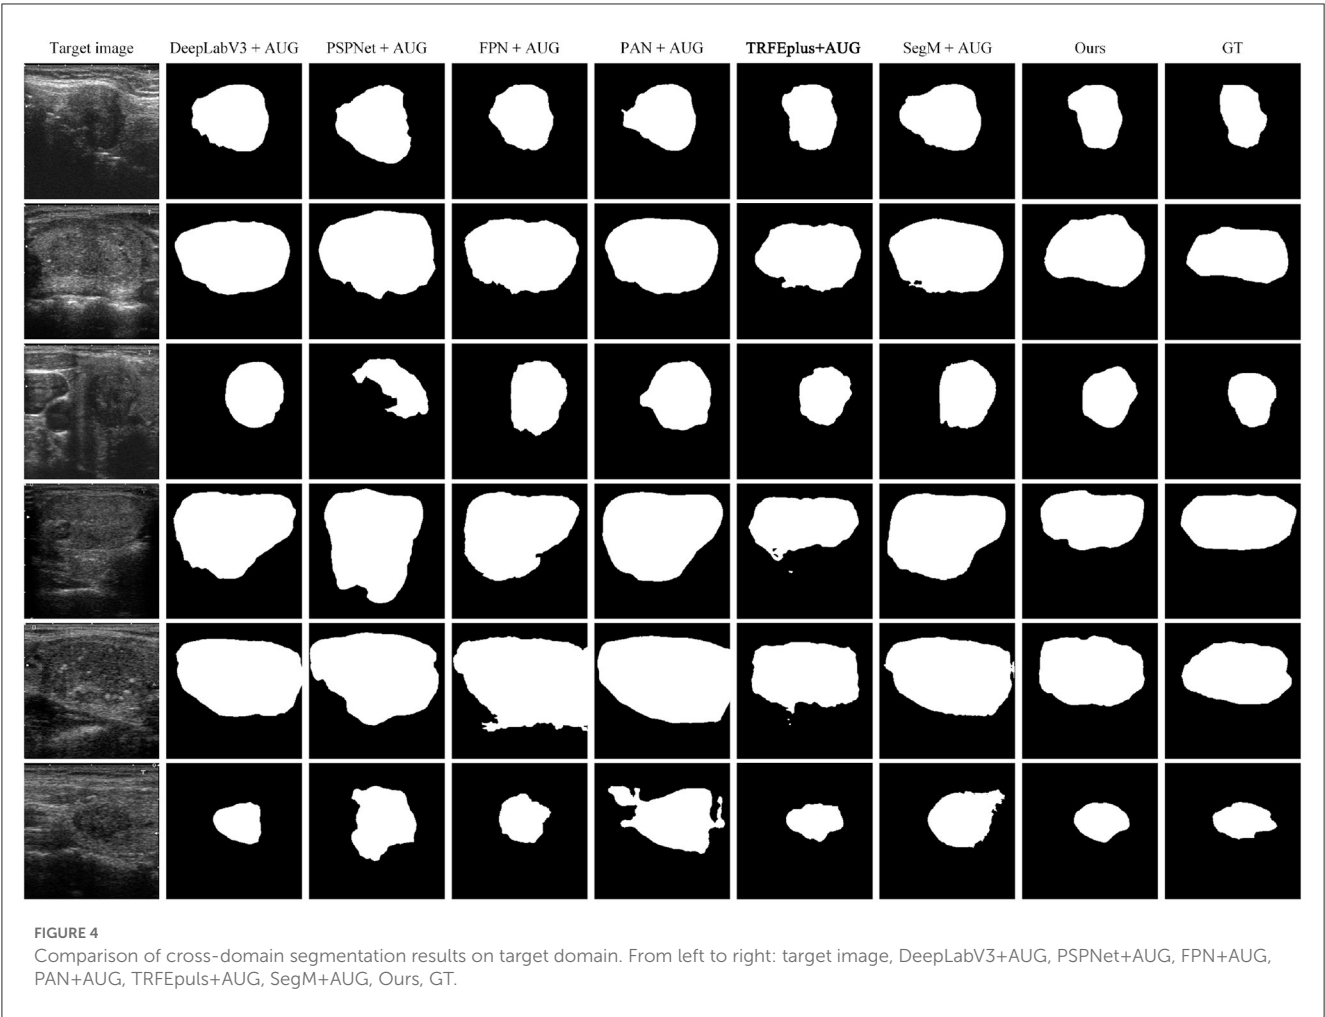 Target image DeepLabV3 + AUG PSPNet + AUG FPN + AUG PAN + AUG TRFEplus+AUG SegM + AUG Ours GT
FIGURE 4
Comparison of cross-domain segmentation results on target domain. From left to right: target image, DeepLabV3+AUG, PSPNet+AUG, FPN+AUG,
PAN+AUG, TRFEpuls+AUG, SegM+AUG, Ours, GT.